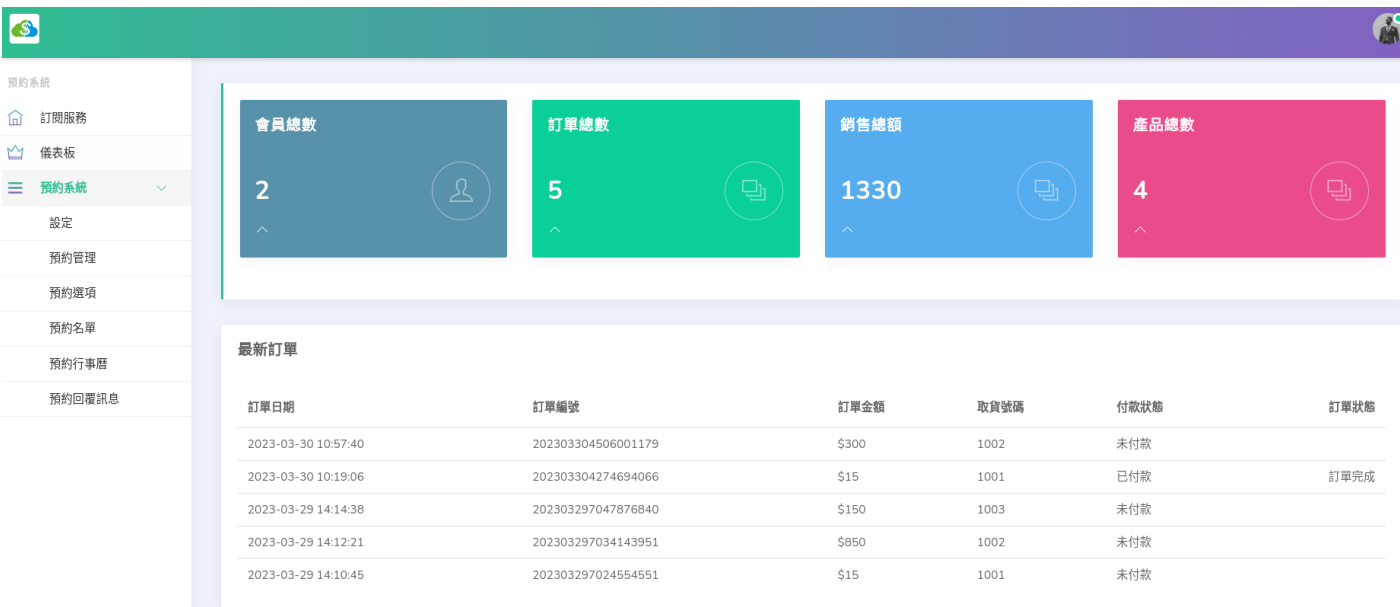 預約系統
訂閱服務
儀表板
預約系統
設定
預約管理
預約選項
預約名單
預約行事曆
預約回覆訊息
會員總數 訂單總數 銷售總額 產品總數
2 5 1330 4
最新訂單
訂單日期 訂單編號 訂單金額 取貨號碼 付款狀態 訂單狀態
2023-03-30 10:57:40 202303304506001179 $300 1002 未付款
2023-03-30 10:19:06 202303304274694066 $15 1001 已付款 訂單完成
2023-03-29 14:14:38 202303297047876840 $150 1003 未付款
2023-03-29 14:12:21 202303297034143951 $850 1002 未付款
2023-03-29 14:10:45 202303297024554551 $15 1001 未付款